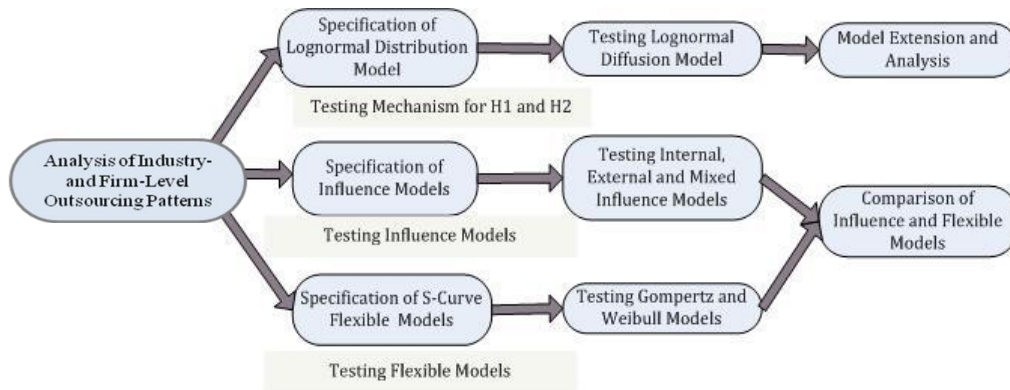 Analysis of Industry-
and Firm-Level
Outsourcing Patterns
Specification of
Lognormal Distribution
Model
Testing Lognormal
Diffusion Model
Model Extension and
Analysis
Testing Mechanism for H1 and H2
Specification of
Influence Models
Testing Internal,
External and Mixed
Influence Models
Testing Influence Models
Specification of S-Curve
Flexible Models
Testing Gompertz and
Weibull Models
Comparison of
Influence and Flexible
Models
Testing Flexible Models